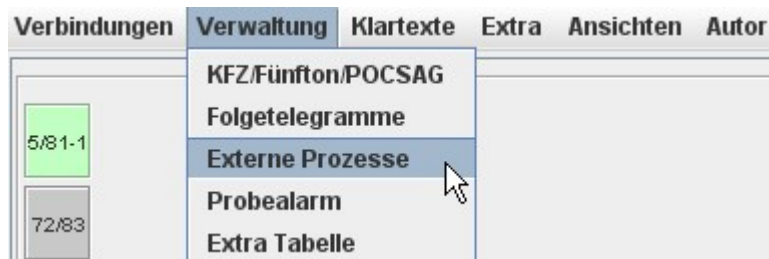 Verbindungen Verwaltung Klartexte Extra Ansichten Autor
KFZ/Fünfton/POCSAG
Folgetelegramme
5/81-1
Externe Prozesse
Probealarm
72/83
Extra Tabelle